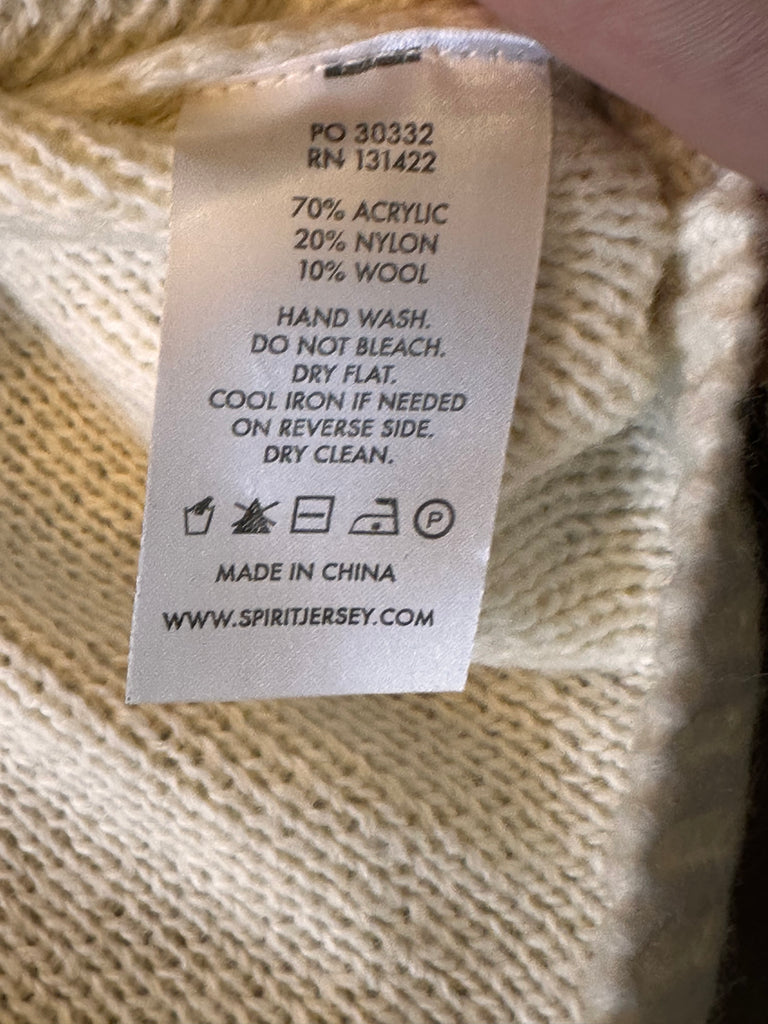 PO 30332
RN 131422
70% ACRYLIC
20% NYLON
10% WOOL
HAND WASH.
DO NOT BLEACH.
DRY FLAT.
COOL IRON IF NEEDED
ON REVERSE SIDE.
DRY CLEAN.
P
MADE IN CHINA
WWW.SPIRITJERSEY.COM